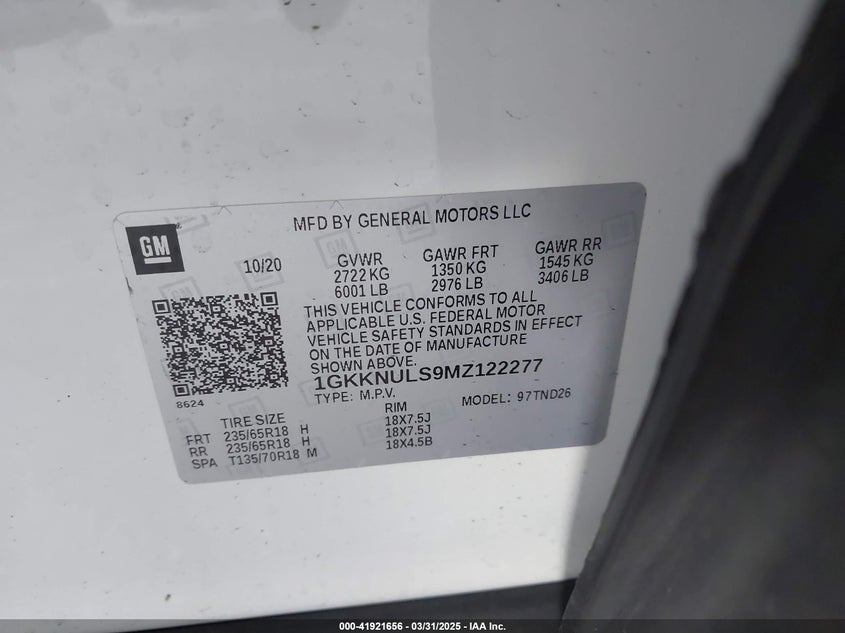 GM
MFD BY GENERAL MOTORS LLC
10/20
GVWR GAWR FRT GAWR RR
2722 KG 1350 KG 1545 KG
6001 LB 2976 LB 3406 LB
THIS VEHICLE CONFORMS TO ALL
APPLICABLE U.S. FEDERAL MOTOR
VEHICLE SAFETY STANDARDS IN EFFECT
ON THE DATE OF MANUFACTURE
SHOWN ABOVE.
1GKKNULS9MZ122277
8624
TYPE: M.P.V. MODEL: 97TND26
TIRE SIZE RIM
FRT 235/65R18 H 18X7.5J
RR 235/65R18 H 18X7.5J
SPA T135/70R18 M 18X4.5B
000-41921656 — 03/31/2025 — IAA Inc.